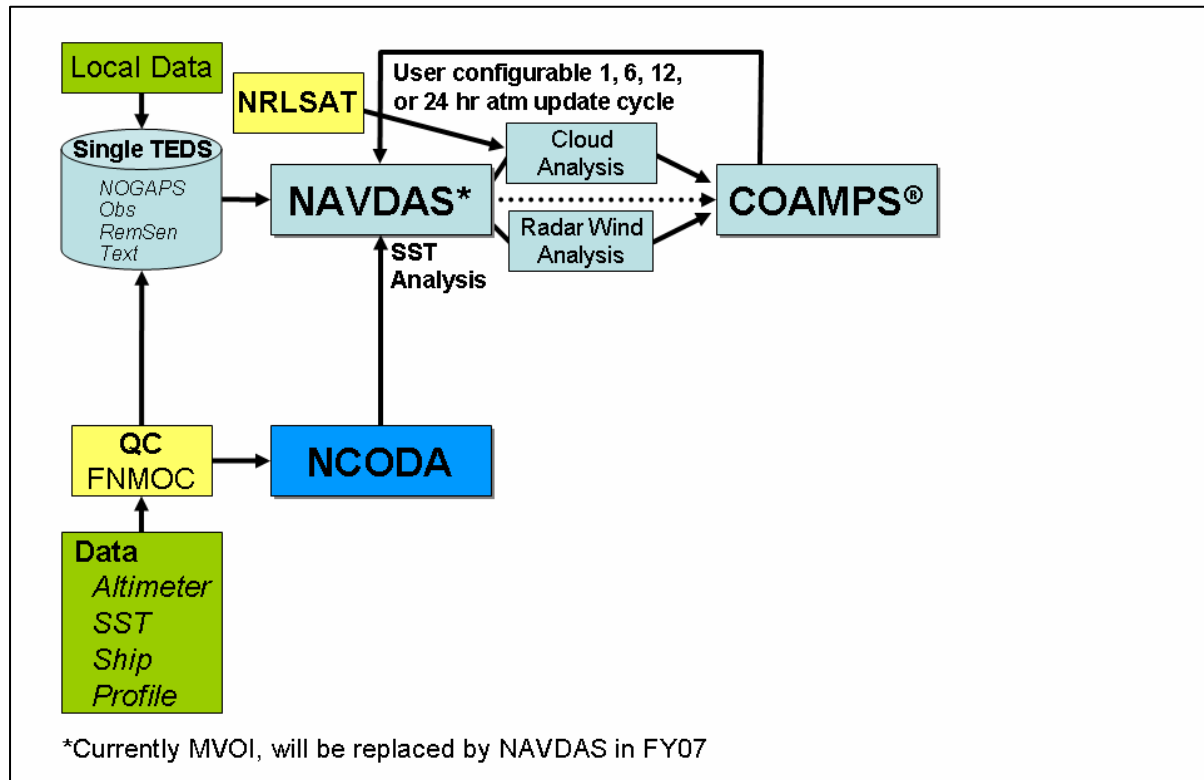 Local Data
NRLSAT
User configurable 1, 6, 12,
or 24 hr atm update cycle
Single TEDS
NOGAPS
Obs
RemSen
Text
NAVDAS*
Cloud
Analysis
Radar Wind
Analysis
COAMPS®
SST
Analysis
QC
FNMOC
NCODA
Data
Altimeter
SST
Ship
Profile
*Currently MVOI, will be replaced by NAVDAS in FY07